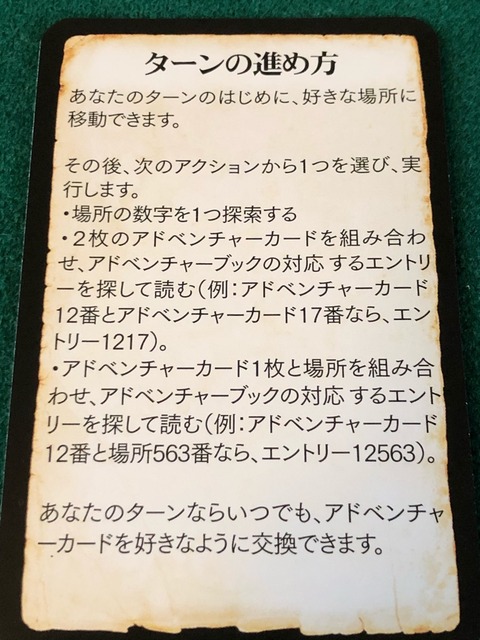 ターンの進め方
あなたのターンのはじめに、好きな場所に
移動できます。
その後、次のアクションから1つを選び、実
行します。
・場所の数字を1つ探索する
・2枚のアドベンチャーカードを組み合わ
せ、アドベンチャーブックの対応 するエントリ
ーを探して読む(例：アドベンチャーカード
12番とアドベンチャーカード17番なら、エン
トリー1217)。
・アドベンチャーカード1枚と場所を組み合
わせ、アドベンチャーブックの対応 するエント
リーを探して読む(例：アドベンチャーカード
12番と場所563番なら、エントリー12563)。
あなたのターンならいつでも、アドベンチャ
ーカードを好きなように交換できます。